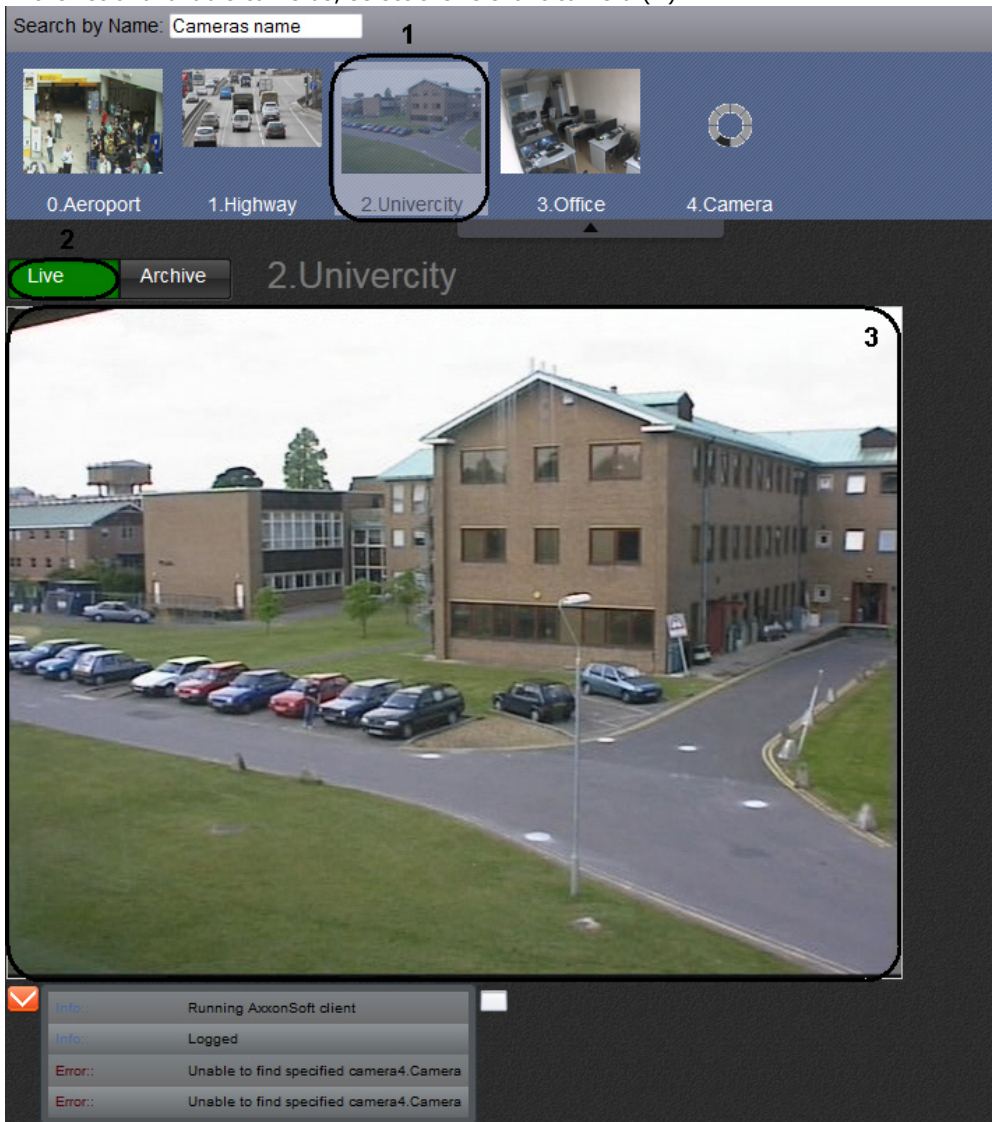 Search by Name: Cameras name
1
0.Aeroport 1.Highway 2.Univercity 3.Office 4.Camera
2
Live Archive 2.Univercity
3
Info:: Running AxxonSoft client
Info:: Logged
Error:: Unable to find specified camera4.Camera
Error:: Unable to find specified camera4.Camera